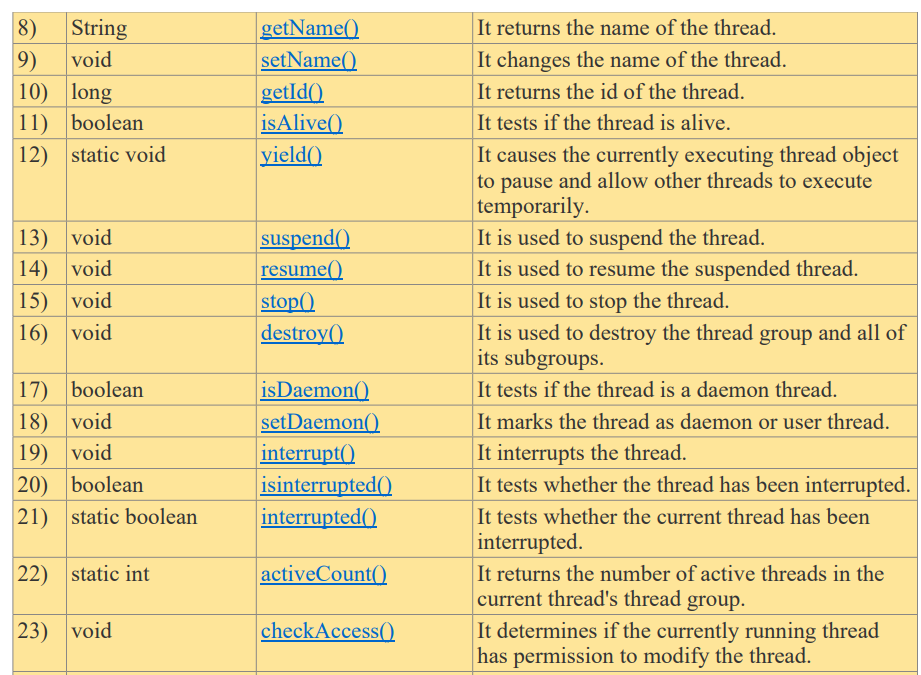 8) String getName() It returns the name of the thread.
9) void setName() It changes the name of the thread.
10) long getId() It returns the id of the thread.
11) boolean isAlive() It tests if the thread is alive.
12) static void yield() It causes the currently executing thread object
to pause and allow other threads to execute
temporarily.
13) void suspend() It is used to suspend the thread.
14) void resume() It is used to resume the suspended thread.
15) void stop() It is used to stop the thread.
16) void destroy() It is used to destroy the thread group and all of
its subgroups.
17) boolean isDaemon() It tests if the thread is a daemon thread.
18) void setDaemon() It marks the thread as daemon or user thread.
19) void interrupt() It interrupts the thread.
20) boolean isinterrupted() It tests whether the thread has been interrupted.
21) static boolean interrupted() It tests whether the current thread has been
interrupted.
22) static int activeCount() It returns the number of active threads in the
current thread's thread group.
23) void checkAccess() It determines if the currently running thread
has permission to modify the thread.